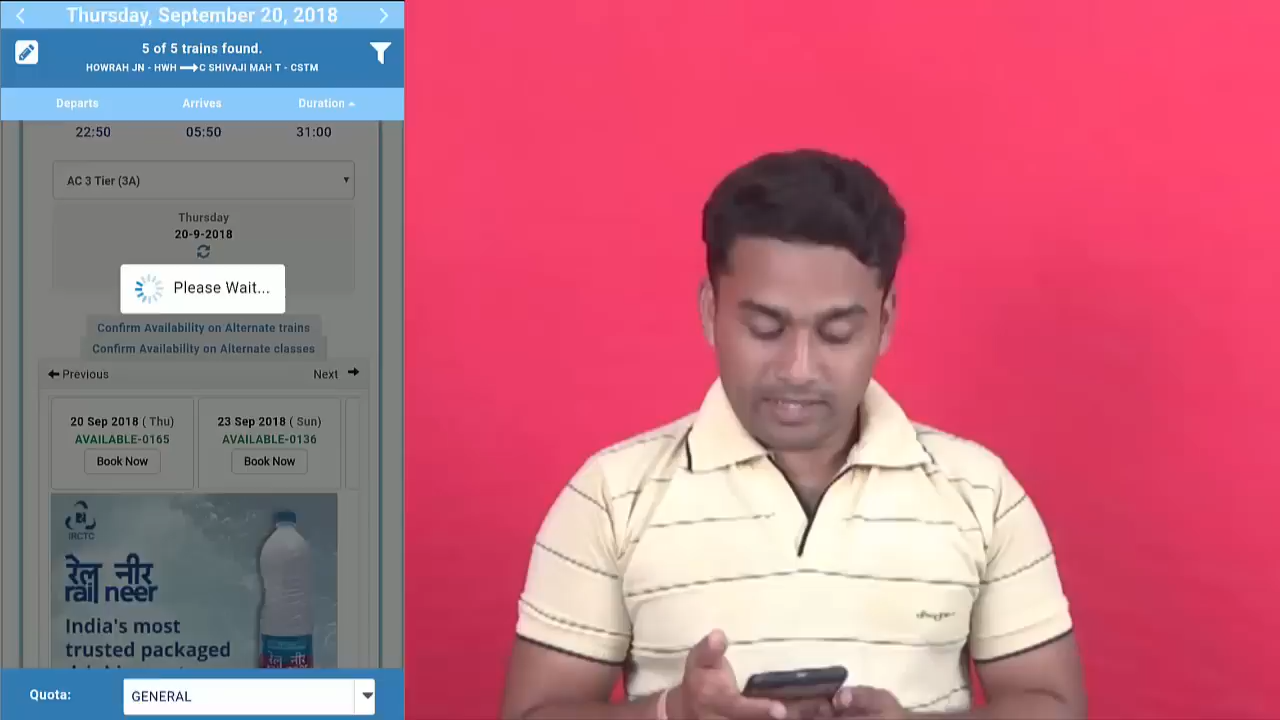 Thursday, September 20, 2018
5 of 5 trains found.
HOWRAH JN - HWH ⟶C SHIVAJI MAH T - CSTM
Departs Arrives Duration
22:50 05:50 31:00
AC 3 Tier (3A)
Thursday
20-9-2018
Please Wait...
Confirm Availability on Alternate trains
Confirm Availability on Alternate classes
Previous Next
20 Sep 2018 ( Thu) 23 Sep 2018 ( Sun)
AVAILABLE-0165 AVAILABLE-0136
Book Now Book Now
IRCTC
रेल नीर
rail neer
India's most
trusted packaged
Quota: GENERAL